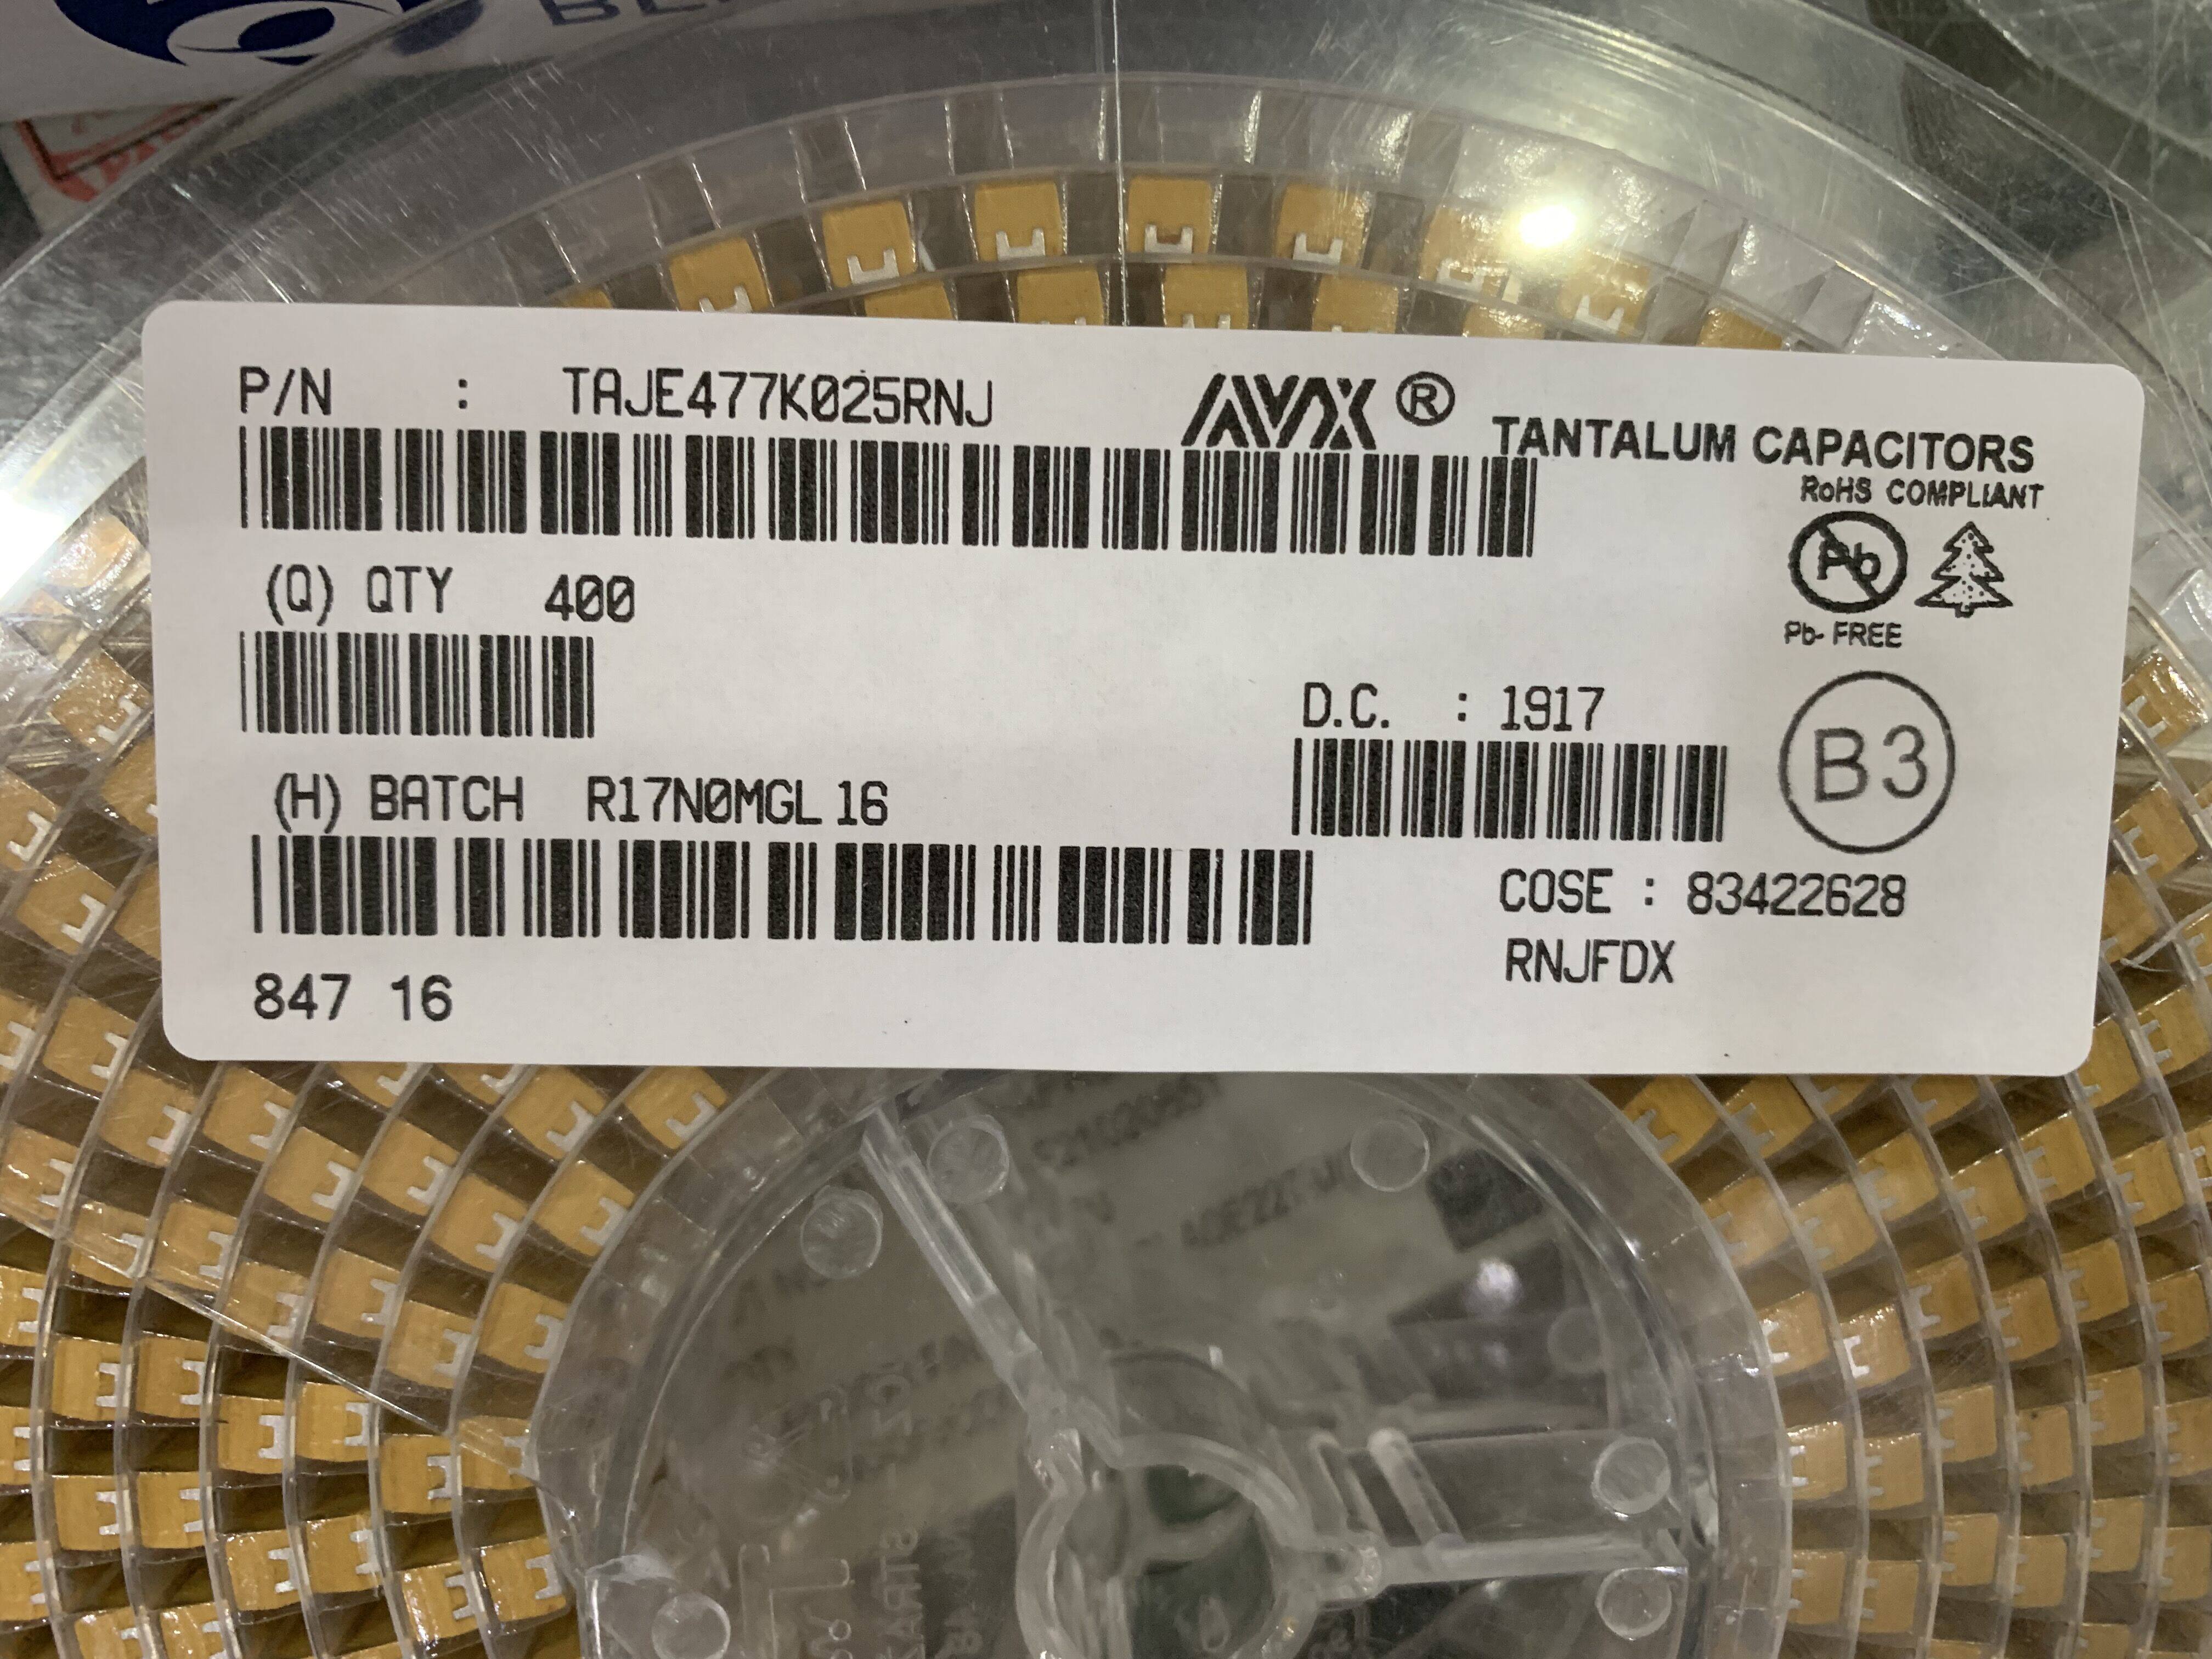 P/N : TAJE477K025RNJ
AVX ®
TANTALUM CAPACITORS
RoHS COMPLIANT
(Q) QTY 400
Pb
Pb- FREE
D.C. : 1917
B3
(H) BATCH R17N0MGL 16
COSE : 83422628
RNJFDX
847 16